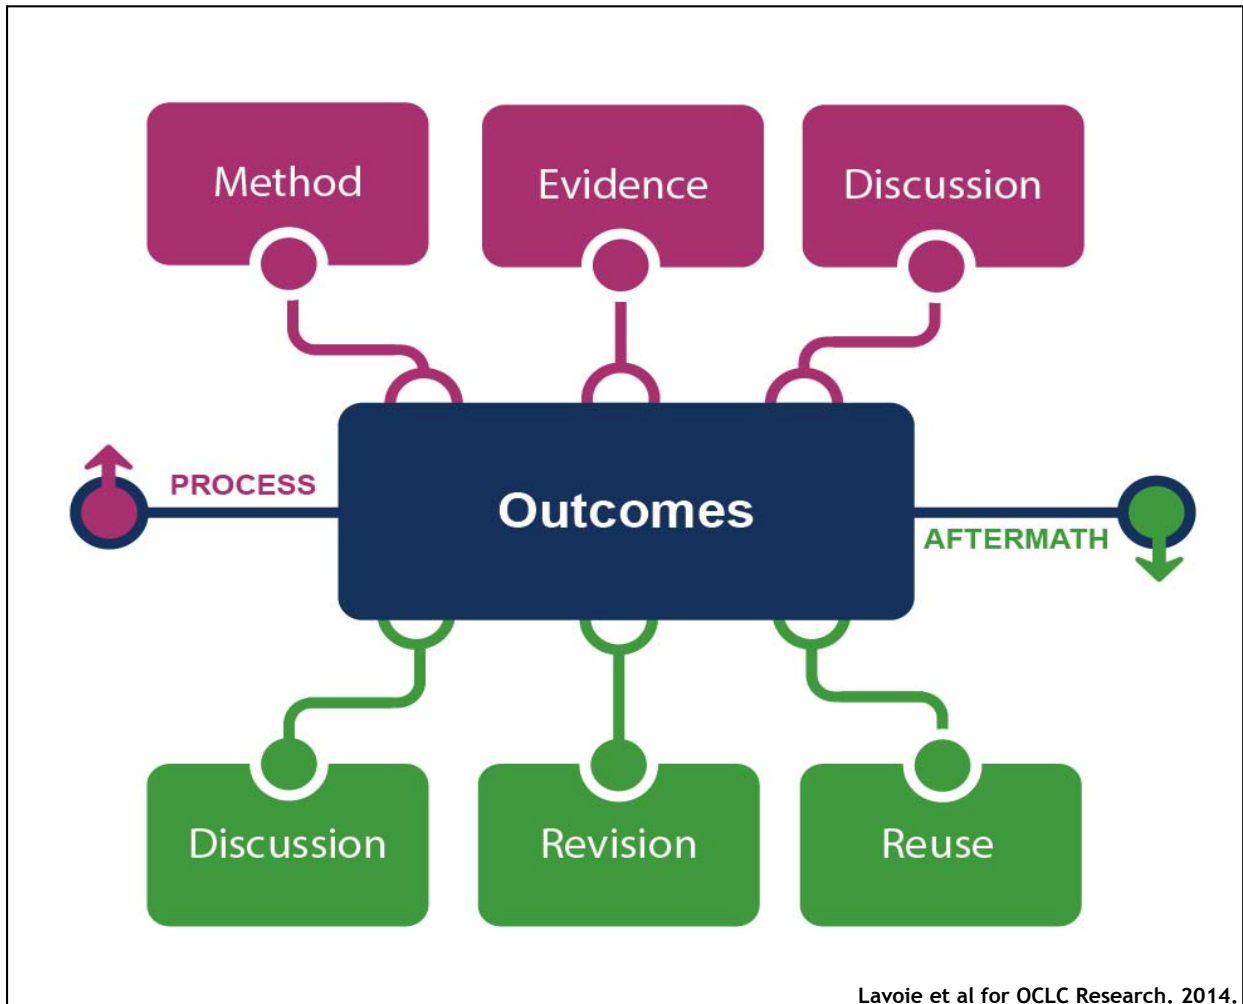 Method
Evidence
Discussion
PROCESS
Outcomes
AFTERMATH
Discussion
Revision
Reuse
Lavoie et al for OCLC Research. 2014.